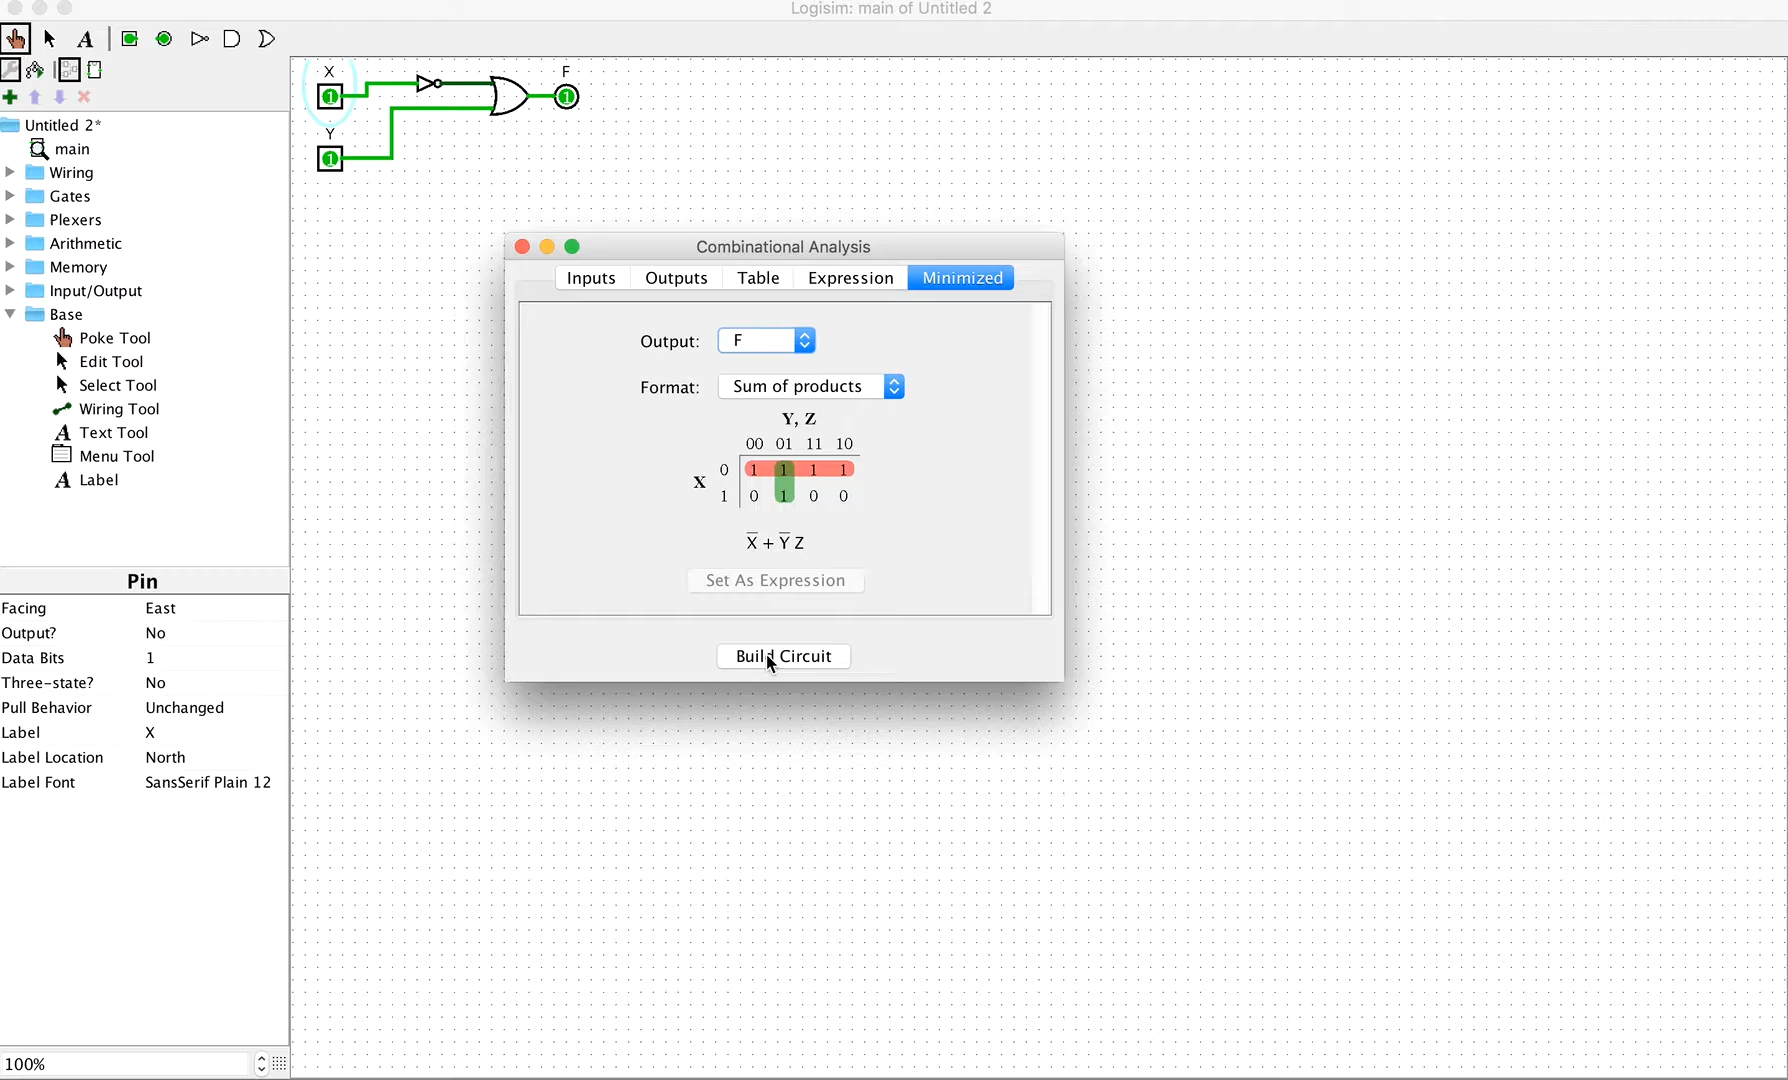 Logisim: main of Untitled 2
A
X
F
1
1
Y
1
Untitled 2*
main
Wiring
Gates
Plexers
Arithmetic
Memory
Input/Output
Base
Poke Tool
Edit Tool
Select Tool
Wiring Tool
A Text Tool
Menu Tool
A Label
Pin
Facing East
Output? No
Data Bits 1
Three-state? No
Pull Behavior Unchanged
Label X
Label Location North
Label Font SansSerif Plain 12
100%
Combinational Analysis
Inputs Outputs Table Expression Minimized
Output: F
Format: Sum of products
Y, Z
00 01 11 10
0 1 1 1 1
X
1 0 1 0 0
X̅ + Y̅ Z
Set As Expression
Build Circuit